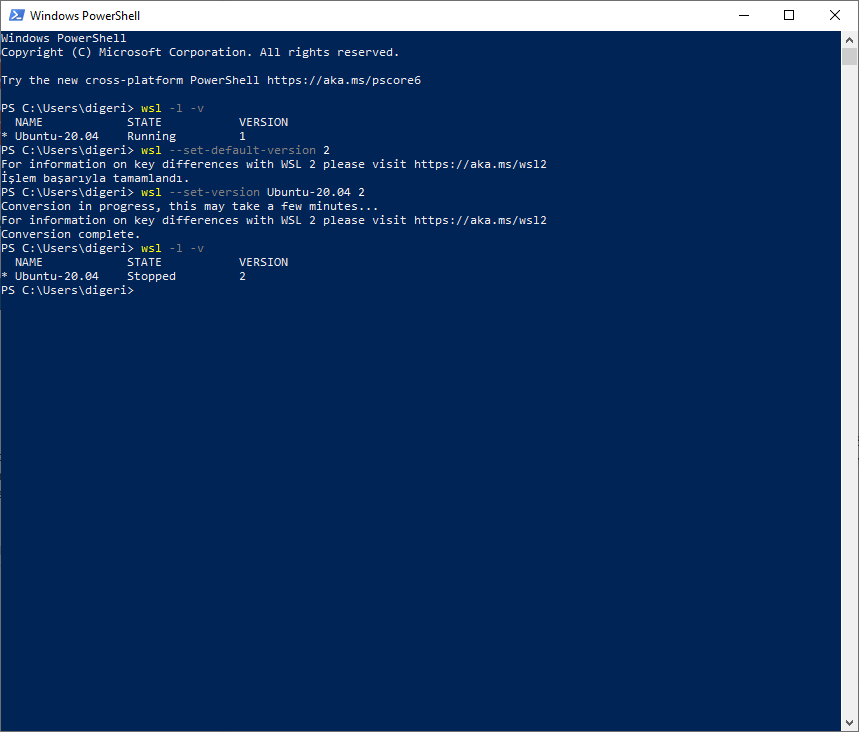 Windows PowerShell
Windows PowerShell
Copyright (C) Microsoft Corporation. All rights reserved.
Try the new cross-platform PowerShell https://aka.ms/pscore6
PS C:\Users\digeri> wsl -l -v
  NAME            STATE           VERSION
* Ubuntu-20.04    Running         1
PS C:\Users\digeri> wsl --set-default-version 2
For information on key differences with WSL 2 please visit https://aka.ms/wsl2
İşlem başarıyla tamamlandı.
PS C:\Users\digeri> wsl --set-version Ubuntu-20.04 2
Conversion in progress, this may take a few minutes...
For information on key differences with WSL 2 please visit https://aka.ms/wsl2
Conversion complete.
PS C:\Users\digeri> wsl -l -v
  NAME            STATE           VERSION
* Ubuntu-20.04    Stopped         2
PS C:\Users\digeri>